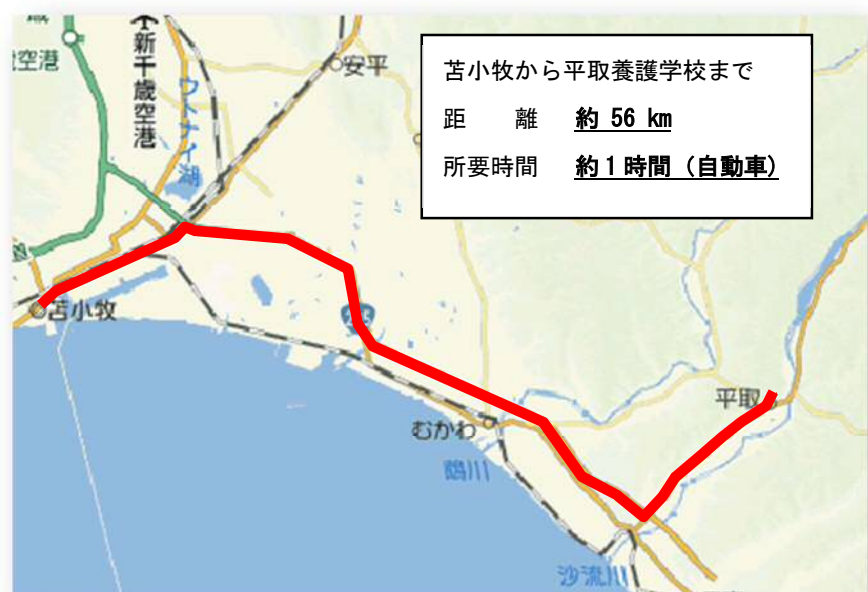 空港
新千歳空港
ウトナイ湖
安平
苫小牧から平取養護学校まで
距　　離　約 56 km
所要時間　約１時間（自動車）
苫小牧
平取
むかわ
鵡川
沙流川